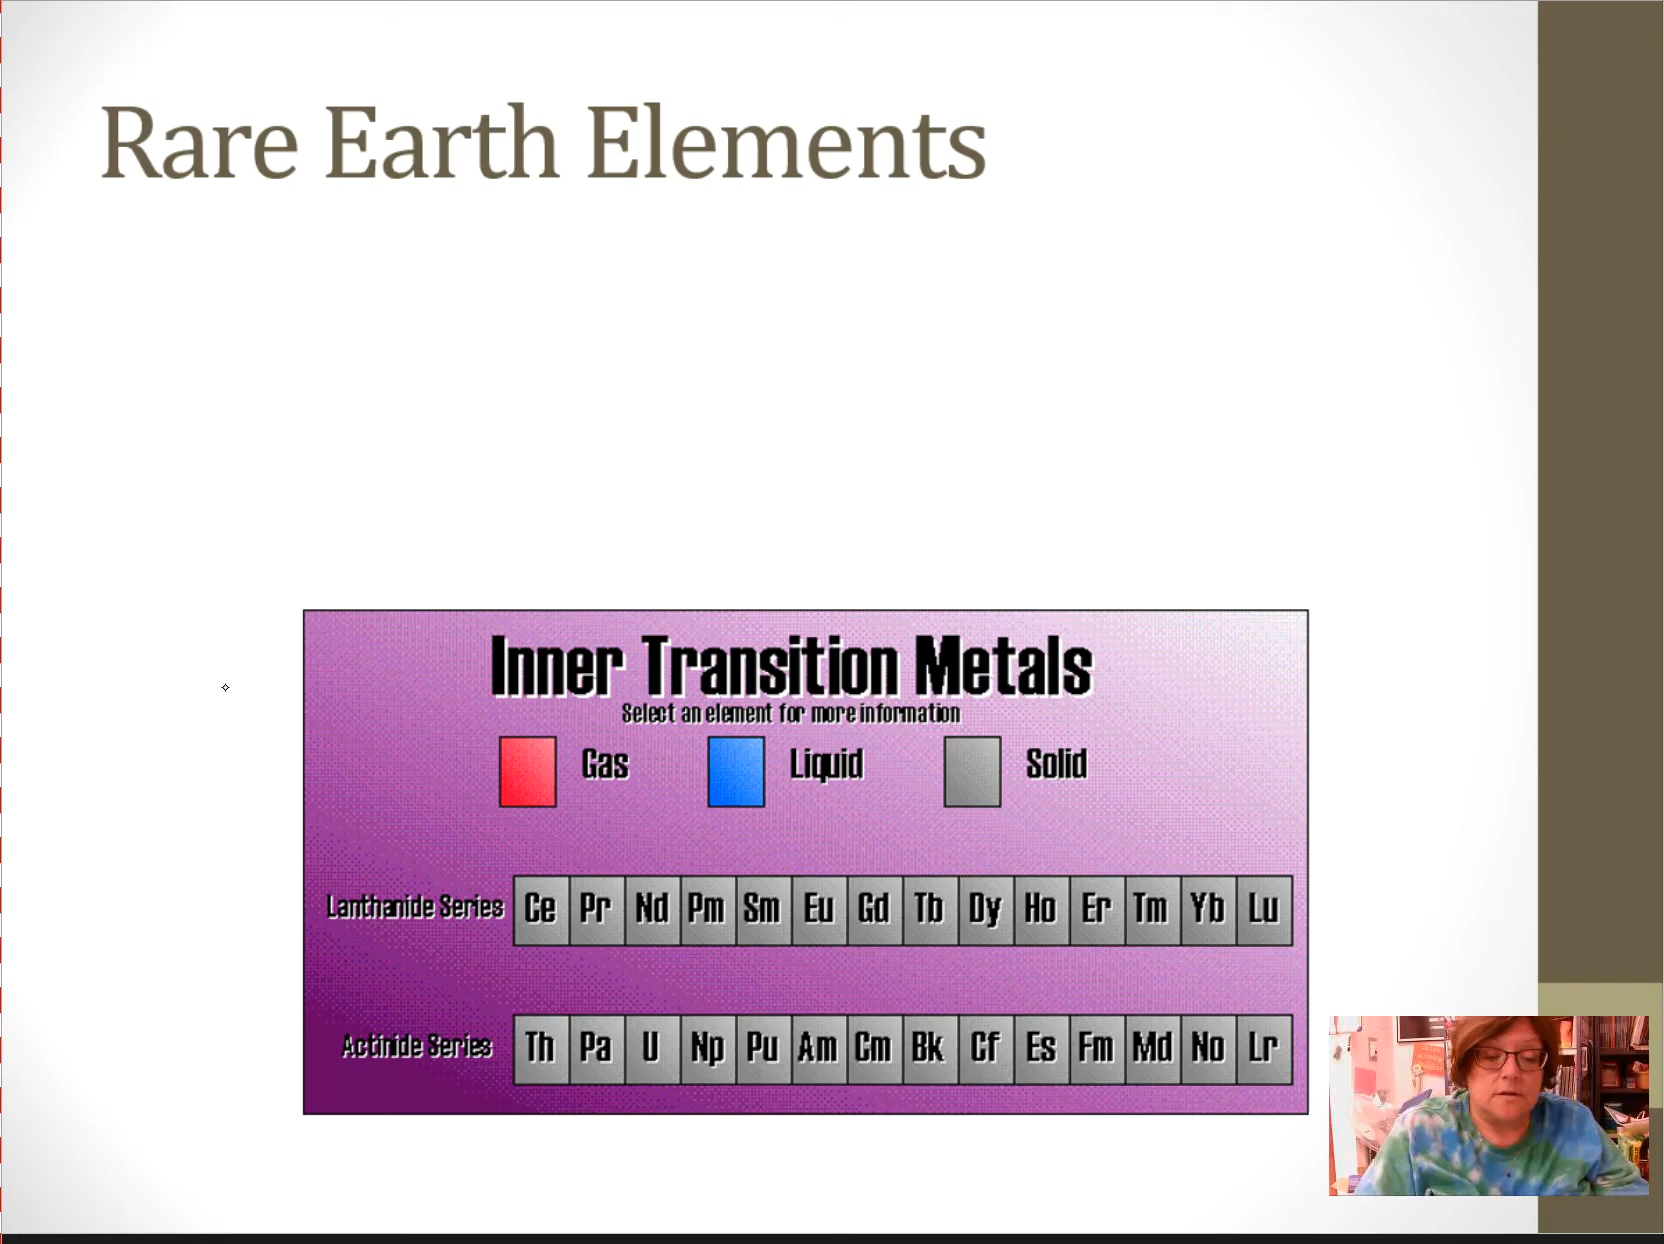 Rare Earth Elements
Inner Transition Metals
Select an element for more information
Gas Liquid Solid
Lanthanide Series Ce Pr Nd Pm Sm Eu Gd Tb Dy Ho Er Tm Yb Lu
Actinide Series Th Pa U Np Pu Am Cm Bk Cf Es Fm Md No Lr